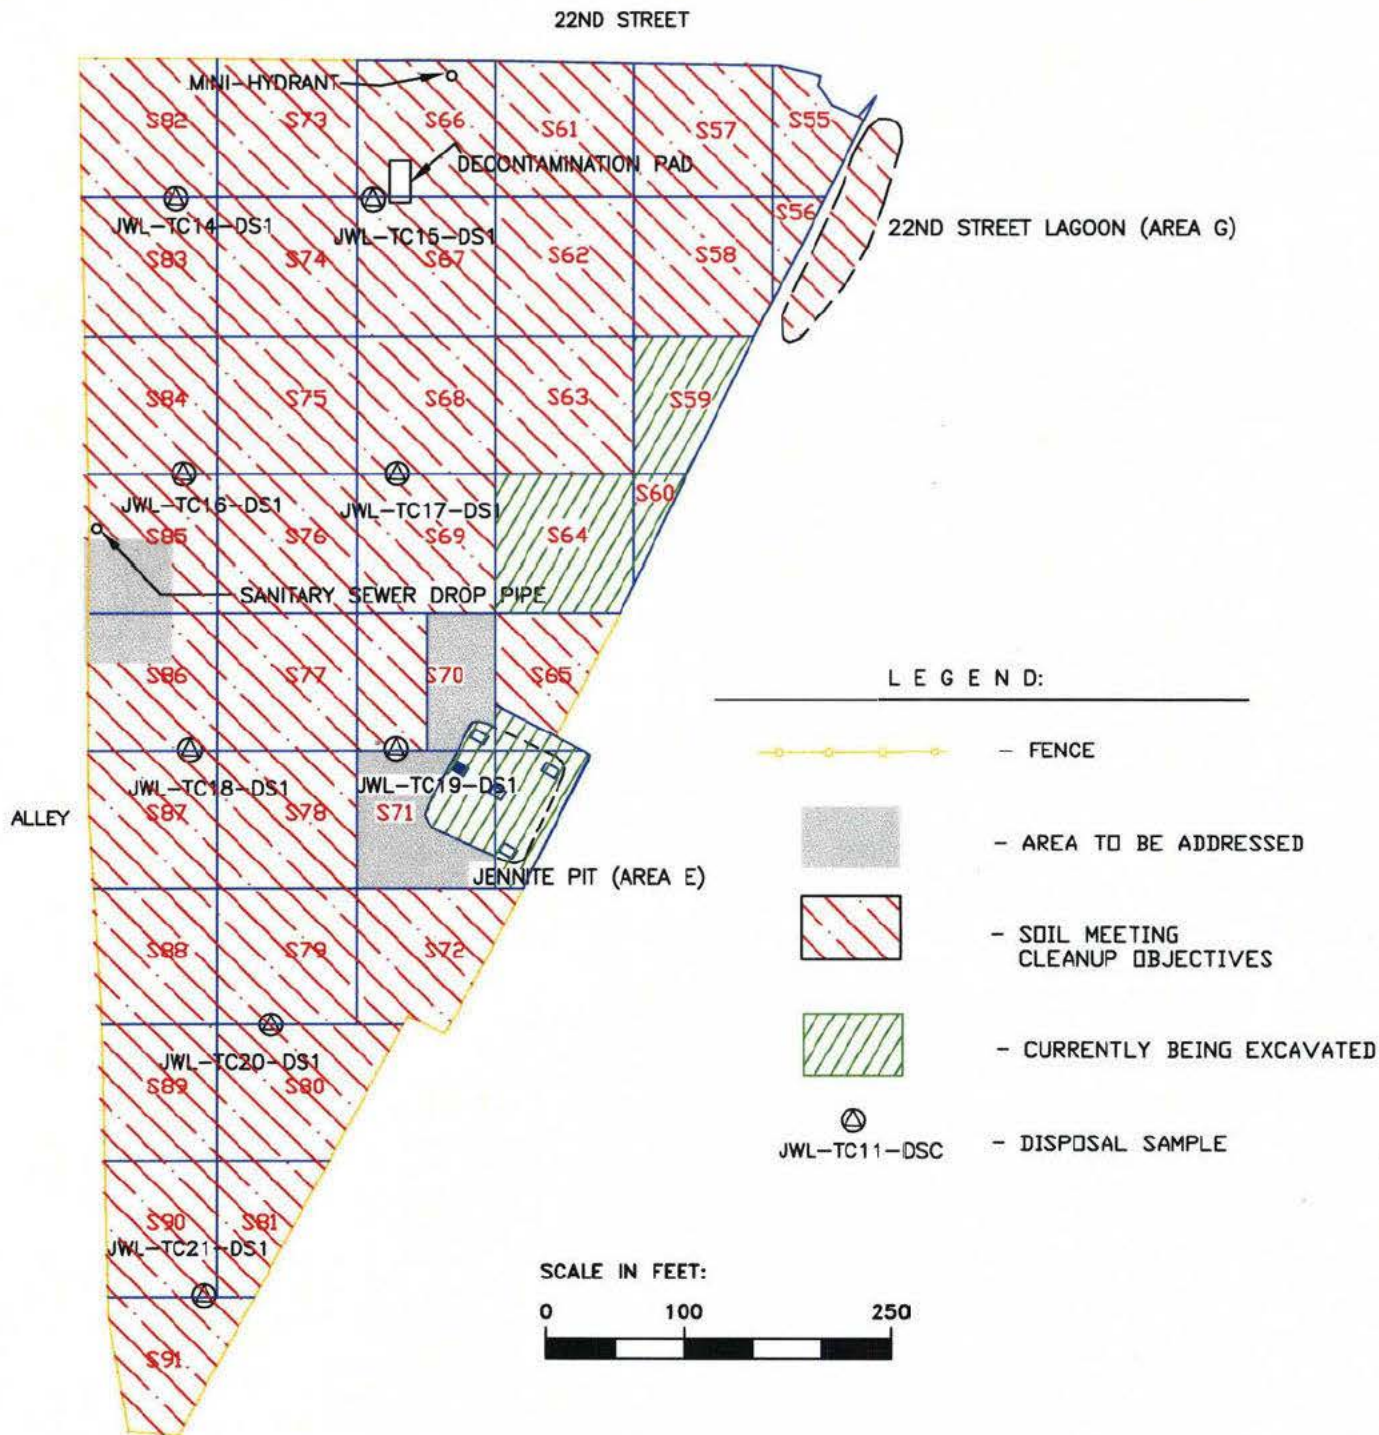 22ND STREET
MINI-HYDRANT
S82
S73
S66
S61
S57
S55
DECONTAMINATION PAD
JWL-TC14-DS1
JWL-TC15-DS1
S56
22ND STREET LAGOON (AREA G)
S83
S74
S67
S62
S58
S84
S75
S68
S63
S59
JWL-TC16-DS1
JWL-TC17-DS1
S60
S85
S76
S69
S64
SANITARY SEWER DROP PIPE
S86
S77
S70
S65
JWL-TC18-DS1
JWL-TC19-DS1
ALLEY
S87
S78
S71
JENNITE PIT (AREA E)
S88
S79
S72
JWL-TC20-DS1
S89
S80
S90
S81
JWL-TC21-DS1
S91
LEGEND:
- FENCE
- AREA TO BE ADDRESSED
- SOIL MEETING
CLEANUP OBJECTIVES
- CURRENTLY BEING EXCAVATED
JWL-TC11-DSC
- DISPOSAL SAMPLE
SCALE IN FEET:
0 100 250